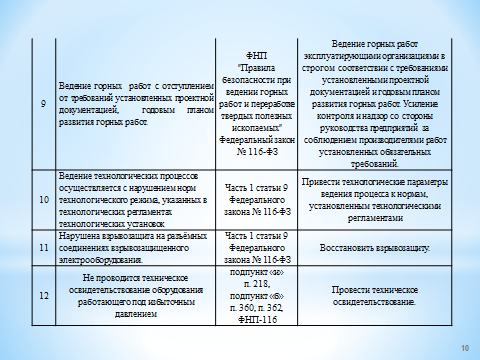 9
Ведение горных работ с отступлением
от требований установленных проектной
документацией, годовым планом
развития горных работ.
ФНП
"Правила
безопасности при
ведении горных
работ и переработке
твердых полезных
ископаемых"
Федеральный закон
№ 116-ФЗ
Ведение горных работ
эксплуатирующими организациями в
строгом соответствии с требованиями
установленными проектной
документацией и годовым планом
развития горных работ. Усиление
контроля и надзор со стороны
руководства предприятий за
соблюдением производителями работ
установленных обязательных
требований.
10
Ведение технологических процессов
осуществляется с нарушением норм
технологического режима, указанных в
технологических регламентах
технологических установок
Часть 1 статьи 9
Федерального
закона № 116-ФЗ
Привести технологические параметры
ведения процесса к нормам,
установленным технологическими
регламентами
11
Нарушена взрывозащита на разъёмных
соединениях взрывозащищенного
электрооборудования.
Часть 1 статьи 9
Федерального
закона № 116-ФЗ
Восстановить взрывозащиту.
12
Не проводится техническое
освидетельствование оборудования
работающего под избыточным
давлением
подпункт «и»
п. 218,
подпункт «б»
п. 360, п. 362,
ФНП-116
Провести техническое
освидетельствование.
10